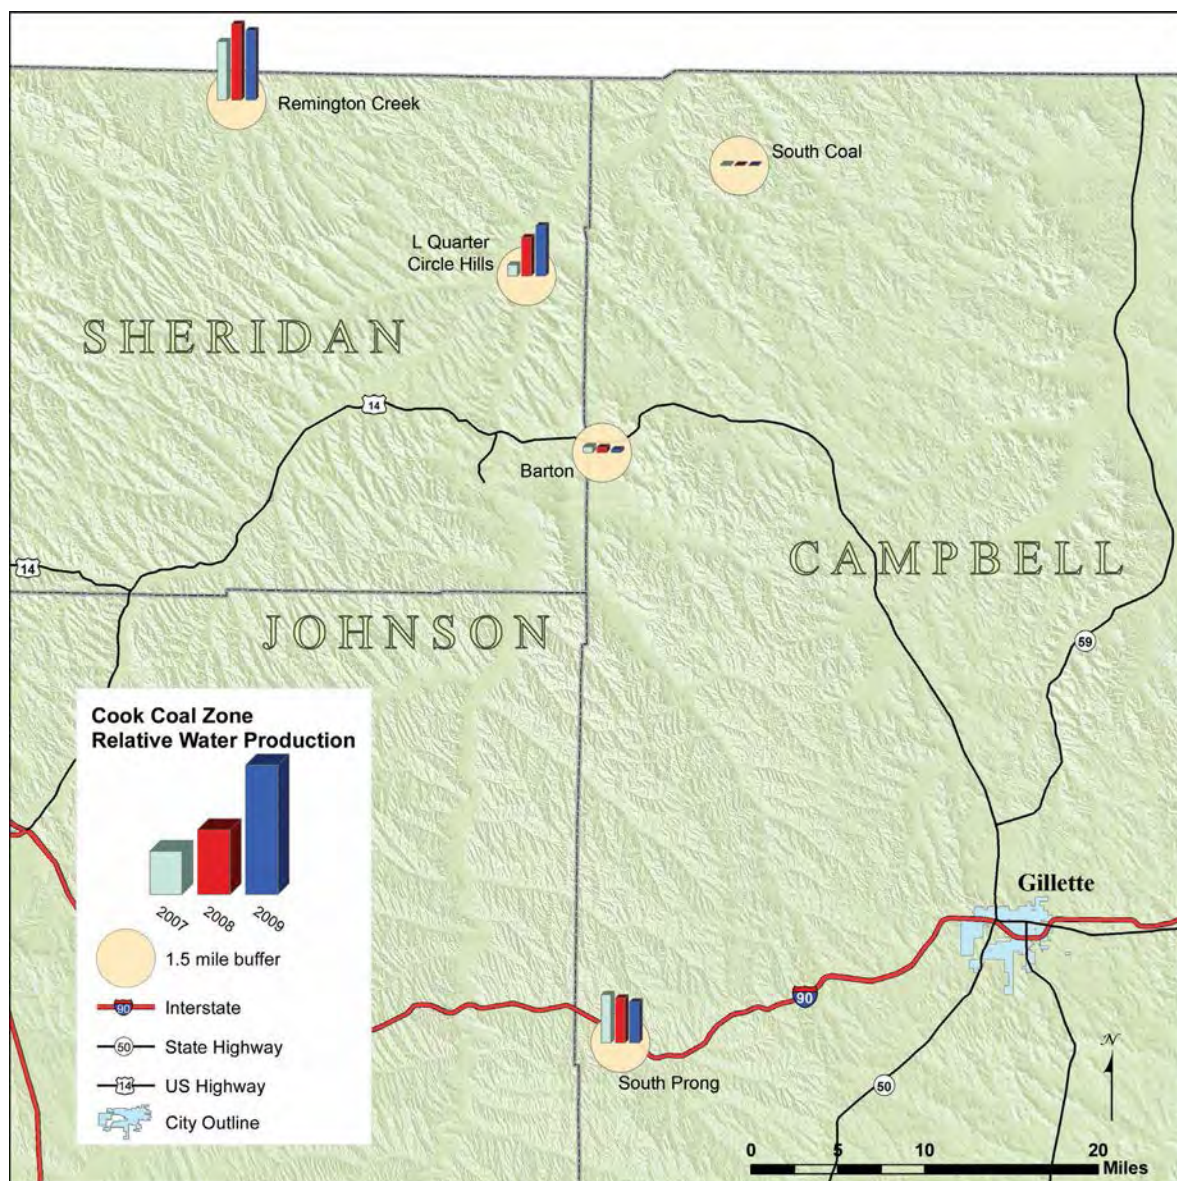 Remington Creek
South Coal
L Quarter
Circle Hills
SHERIDAN
14
Barton
CAMPBELL
14
JOHNSON
59
Cook Coal Zone
Relative Water Production
2007
2008
2009
1.5 mile buffer
90
Interstate
50
State Highway
14
US Highway
City Outline
Gillette
90
South Prong
50
N
0
5
10
20
Miles